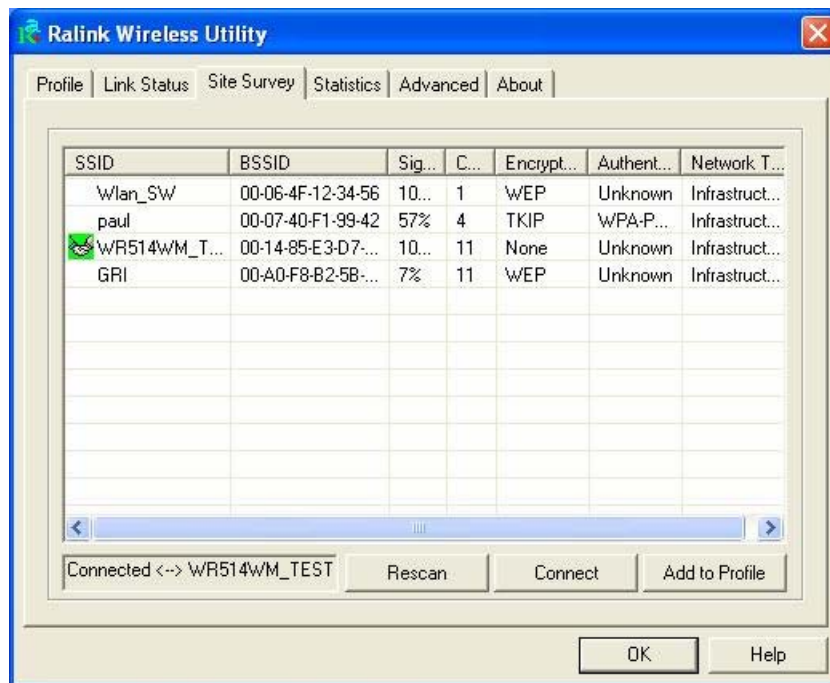 Ralink Wireless Utility
Profile Link Status Site Survey Statistics Advanced About
SSID BSSID Sig... C... Encrypt... Authent... Network T...
Wlan_SW 00-06-4F-12-34-56 10... 1 WEP Unknown Infrastruct...
paul 00-07-40-F1-99-42 57% 4 TKIP WPA-P... Infrastruct...
WR514WM_T... 00-14-85-E3-D7-... 10... 11 None Unknown Infrastruct...
GRI 00-A0-F8-B2-5B-... 7% 11 WEP Unknown Infrastruct...
Connected <--> WR514WM_TEST Rescan Connect Add to Profile
OK Help